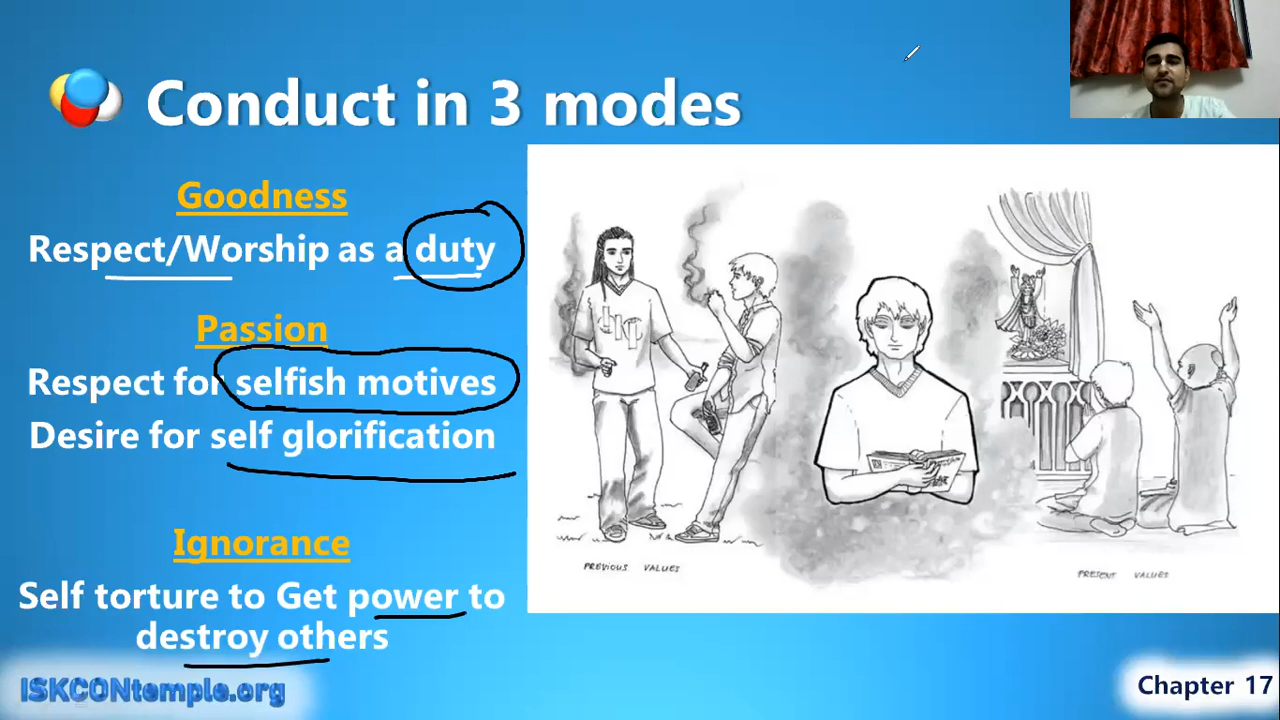 Conduct in 3 modes
Goodness
Respect/Worship as a duty
Passion
Respect for selfish motives
Desire for self glorification
Ignorance
Self torture to Get power to
destroy others
PREVIOUS VALUES
PRESENT VALUES
ISKCONtemple.org
Chapter 17